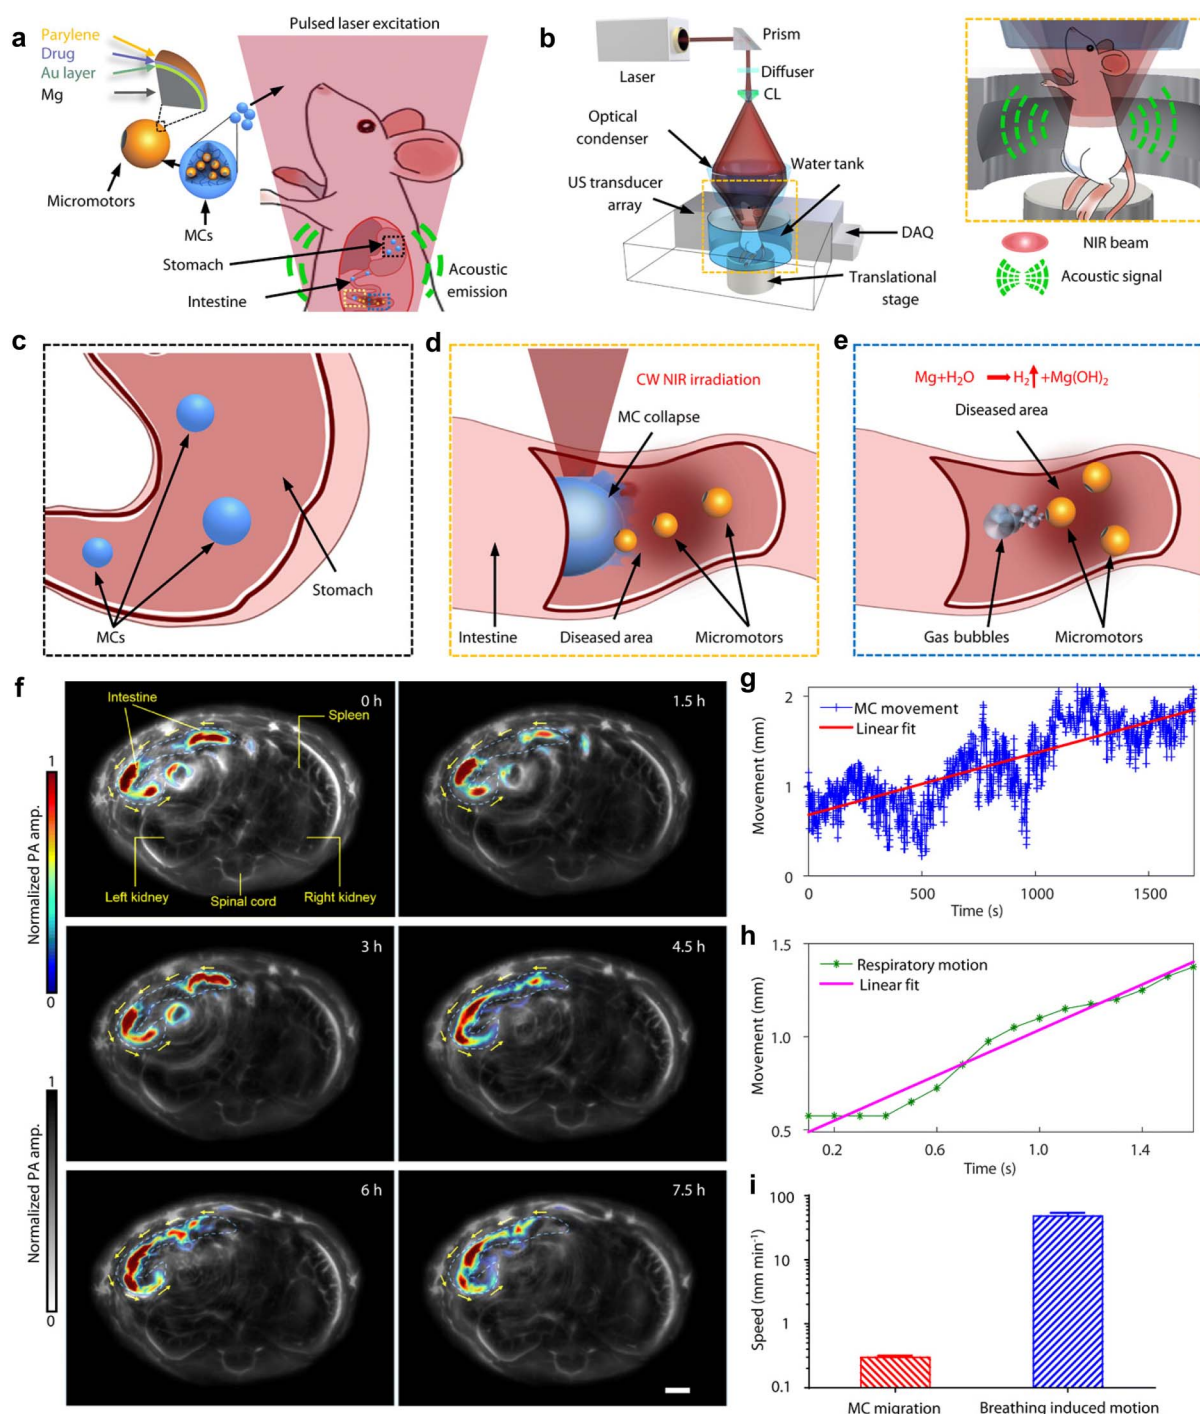 a
Pulsed laser excitation
Parylene
Drug
Au layer
Mg
Micromotors
MCs
Stomach
Intestine
Acoustic
emission
b
Laser
Prism
Diffuser
CL
Optical
condenser
Water tank
US transducer
array
DAQ
Translational
stage
NIR beam
Acoustic signal
c
Stomach
MCs
d
CW NIR irradiation
MC collapse
Intestine
Diseased area
Micromotors
e
Mg+H2O → H2↑ +Mg(OH)2
Diseased area
Gas bubbles
Micromotors
f
Intestine
0 h
Spleen
Left kidney
Spinal cord
Right kidney
1.5 h
3 h
4.5 h
6 h
7.5 h
1
Normalized PA amp.
0
1
Normalized PA amp.
0
g
MC movement
Linear fit
Movement (mm)
2
1
0
0 500 1000 1500
Time (s)
h
Respiratory motion
Linear fit
Movement (mm)
1.5
1.0
0.5
0.2 0.6 1.0 1.4
Time (s)
i
Speed (mm min⁻¹)
100
10
1
0.1
MC migration Breathing induced motion